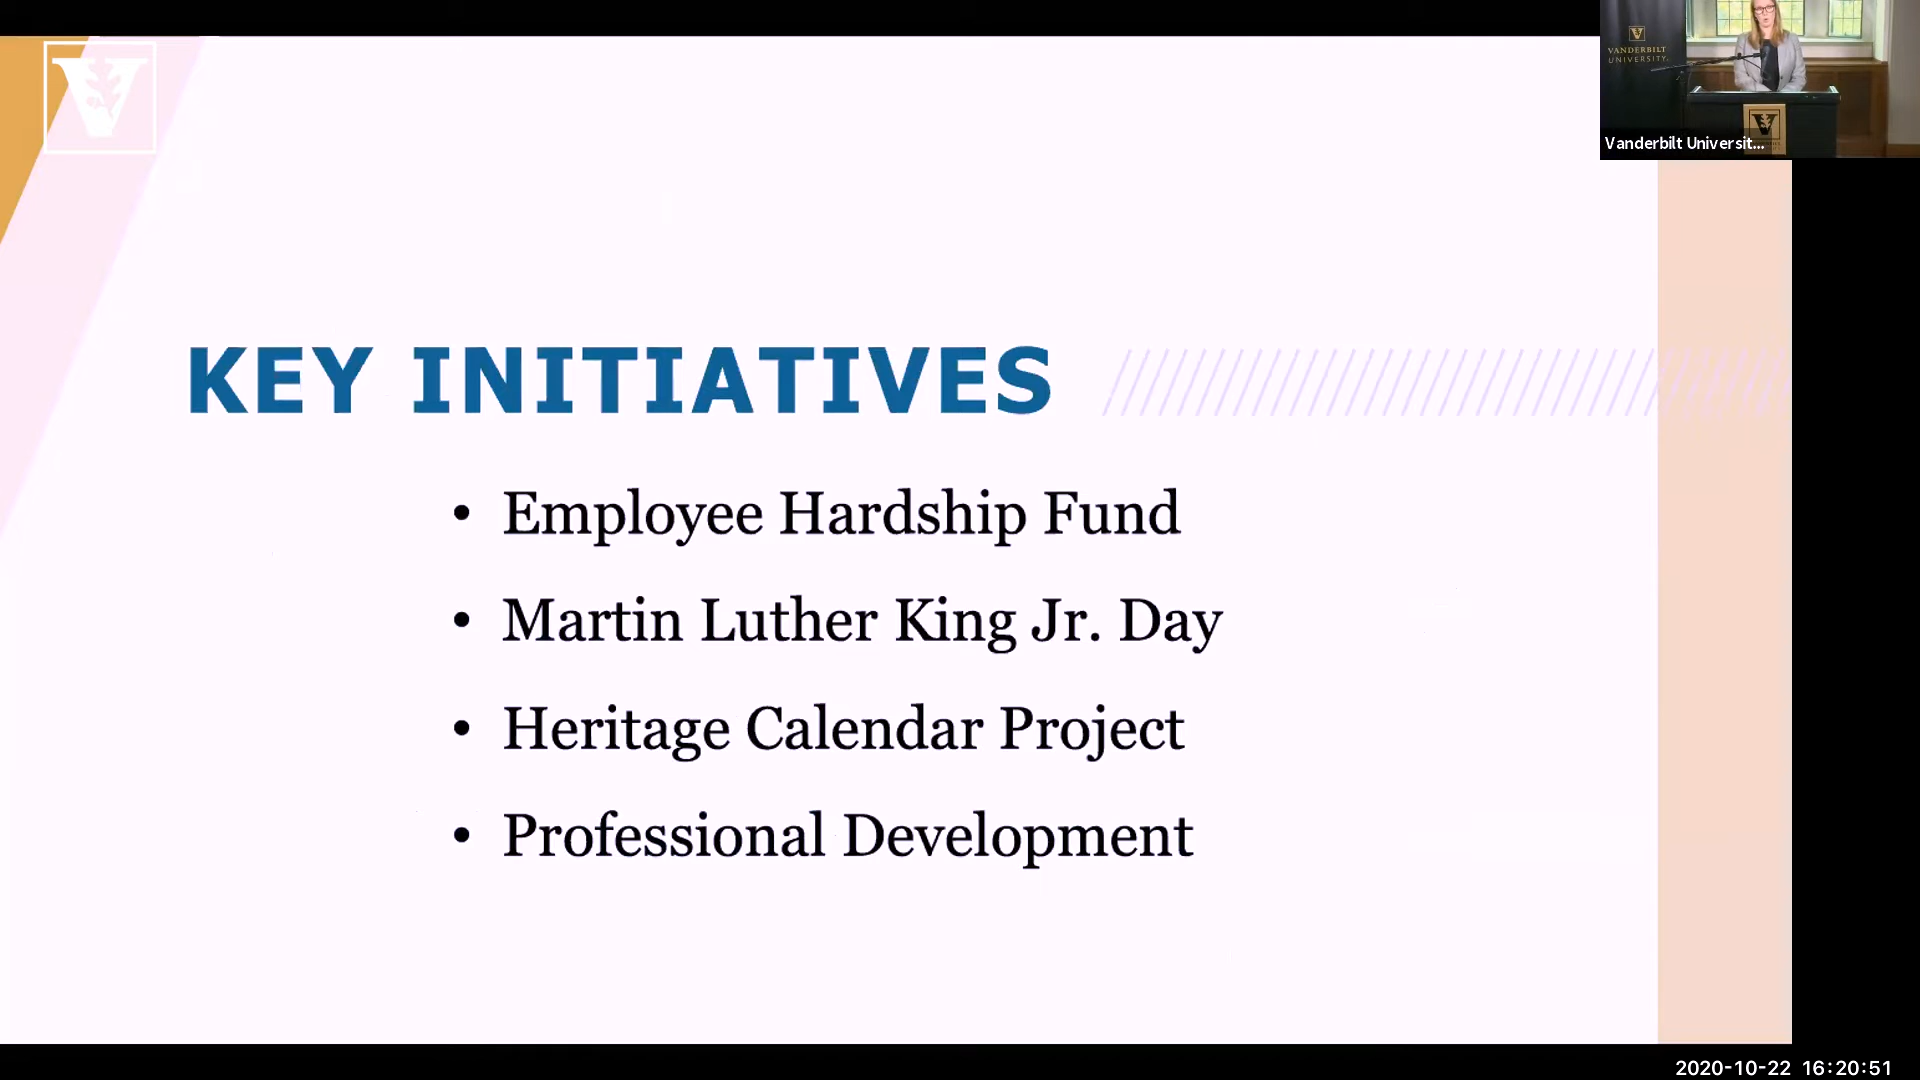 VANDERBILT
UNIVERSITY
Vanderbilt Universit...
KEY INITIATIVES
• Employee Hardship Fund
• Martin Luther King Jr. Day
• Heritage Calendar Project
• Professional Development
2020-10-22 16:20:51